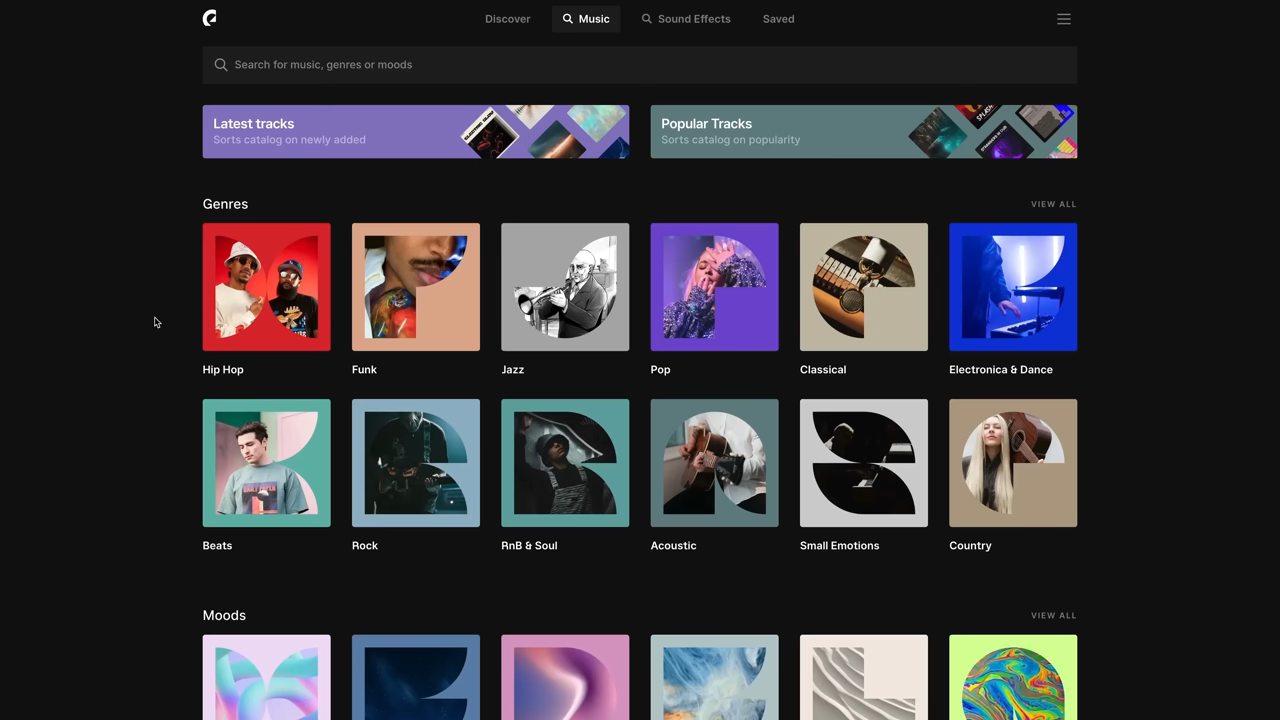 Discover
Music
Sound Effects
Saved
Search for music, genres or moods
Latest tracks
Sorts catalog on newly added
Popular Tracks
Sorts catalog on popularity
SPLASH
Genres
VIEW ALL
Hip Hop
Funk
Jazz
Pop
Classical
Electronica & Dance
Beats
Rock
RnB & Soul
Acoustic
Small Emotions
Country
Moods
VIEW ALL